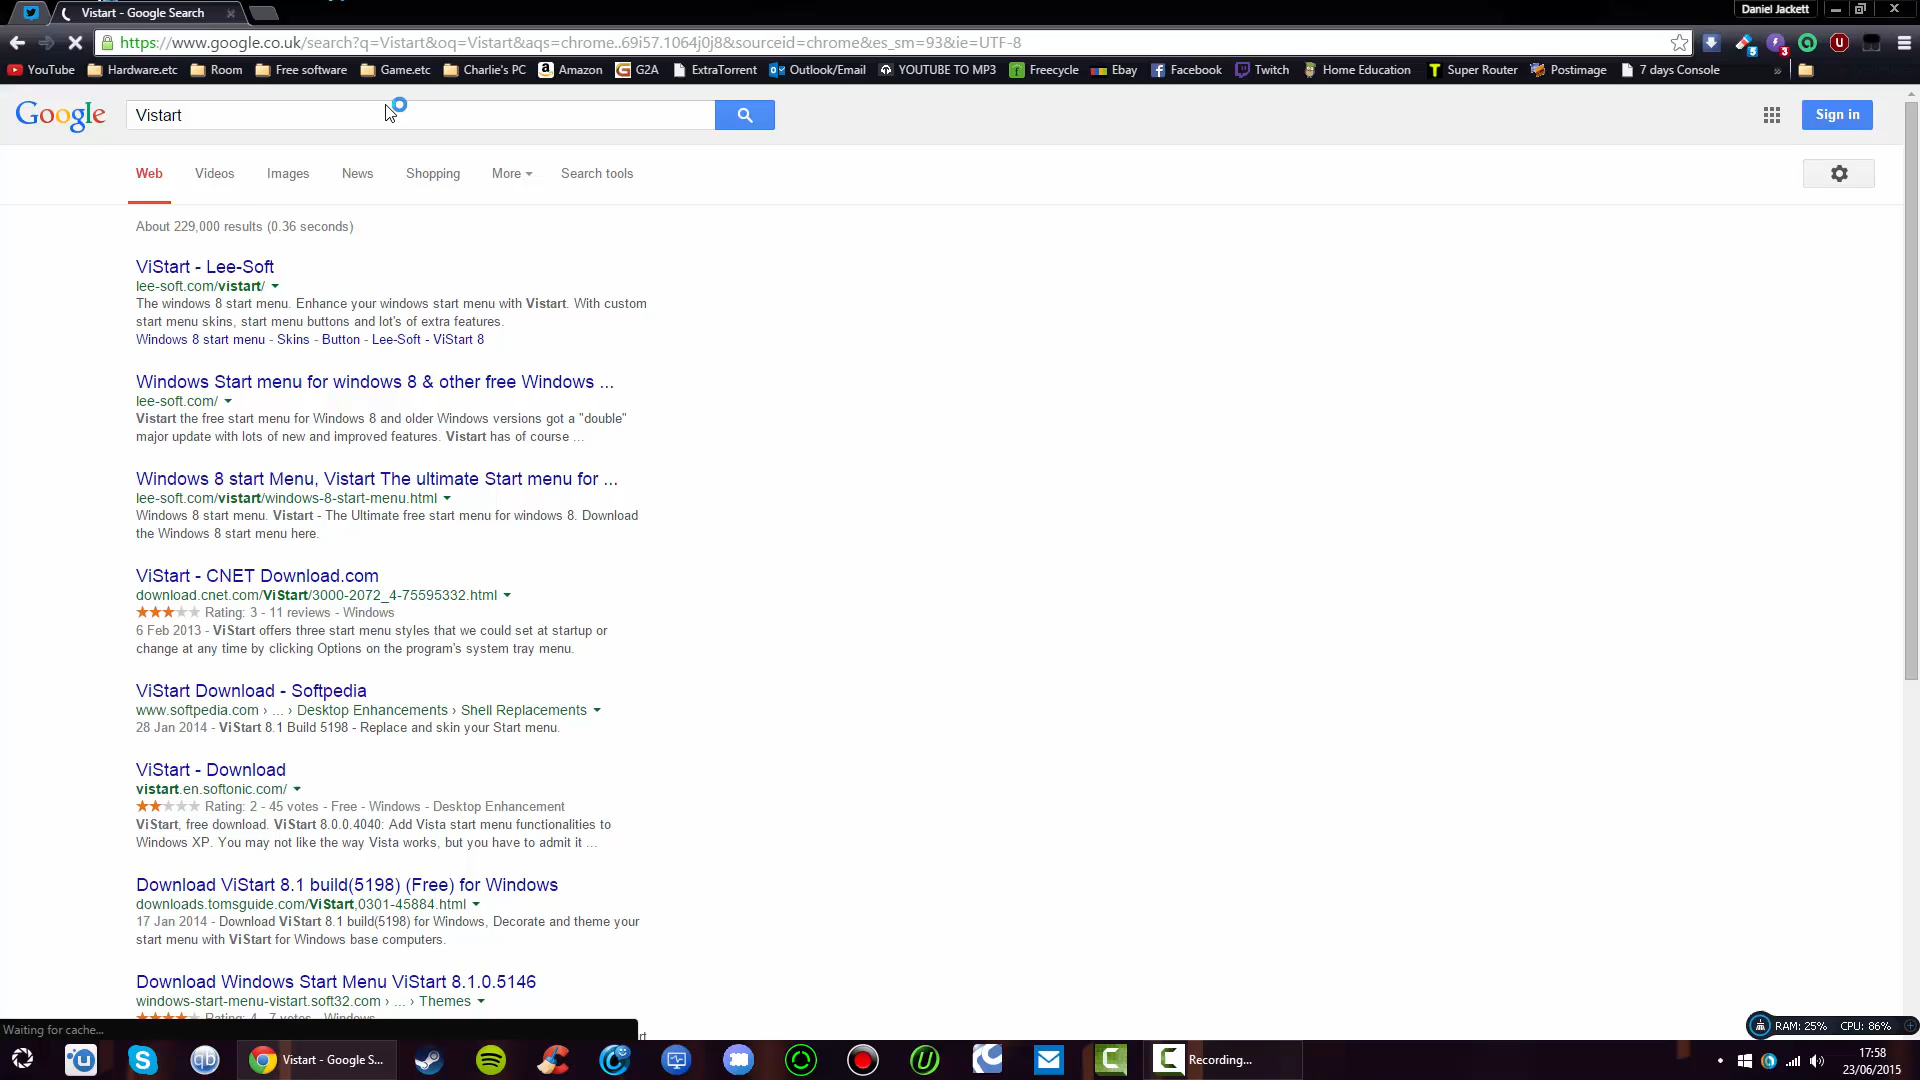 Vistart - Google Search
Daniel Jackett
https://www.google.co.uk/search?q=Vistart&oq=Vistart&aqs=chrome..69i57.1064j0j8&sourceid=chrome&es_sm=93&ie=UTF-8
YouTube Hardware.etc Room Free software Game.etc Charlie's PC Amazon G2A ExtraTorrent Outlook/Email YOUTUBE TO MP3 Freecycle Ebay Facebook Twitch Home Education Super Router Postimage 7 days Console
Google Vistart Sign in
Web Videos Images News Shopping More Search tools
About 229,000 results (0.36 seconds)
ViStart - Lee-Soft
lee-soft.com/vistart/
The windows 8 start menu. Enhance your windows start menu with Vistart. With custom
start menu skins, start menu buttons and lot's of extra features.
Windows 8 start menu - Skins - Button - Lee-Soft - ViStart 8
Windows Start menu for windows 8 & other free Windows ...
lee-soft.com/
Vistart the free start menu for Windows 8 and older Windows versions got a "double"
major update with lots of new and improved features. Vistart has of course ...
Windows 8 start Menu, Vistart The ultimate Start menu for ...
lee-soft.com/vistart/windows-8-start-menu.html
Windows 8 start menu. Vistart - The Ultimate free start menu for windows 8. Download
the Windows 8 start menu here.
ViStart - CNET Download.com
download.cnet.com/ViStart/3000-2072_4-75595332.html
Rating: 3 - 11 reviews - Windows
6 Feb 2013 - ViStart offers three start menu styles that we could set at startup or
change at any time by clicking Options on the program's system tray menu.
ViStart Download - Softpedia
www.softpedia.com › ... › Desktop Enhancements › Shell Replacements
28 Jan 2014 - ViStart 8.1 Build 5198 - Replace and skin your Start menu.
ViStart - Download
vistart.en.softonic.com/
Rating: 2 - 45 votes - Free - Windows - Desktop Enhancement
ViStart, free download. ViStart 8.0.0.4040: Add Vista start menu functionalities to
Windows XP. You may not like the way Vista works, but you have to admit it ...
Download ViStart 8.1 build(5198) (Free) for Windows
downloads.tomsguide.com/ViStart,0301-45884.html
17 Jan 2014 - Download ViStart 8.1 build(5198) for Windows, Decorate and theme your
start menu with ViStart for Windows base computers.
Download Windows Start Menu ViStart 8.1.0.5146
windows-start-menu-vistart.soft32.com › ... › Themes
Rating: 4 - 7 votes - Windows
Waiting for cache...
RAM: 25% CPU: 86%
Vistart - Google S...
Recording...
17:58
23/06/2015